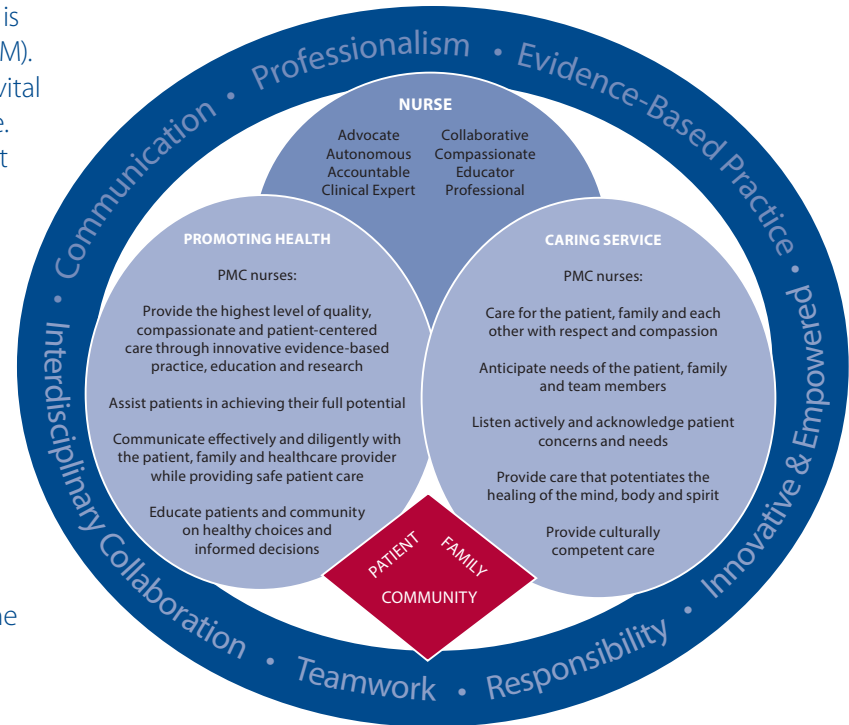 is
M).
vital
e.
t
ne
Communication • Professionalism • Evidence-Based Practice • Innovative & Empowered • Responsibility • Teamwork • Interdisciplinary Collaboration •
NURSE
Advocate
Autonomous
Accountable
Clinical Expert
Collaborative
Compassionate
Educator
Professional
PROMOTING HEALTH
PMC nurses:
Provide the highest level of quality,
compassionate and patient-centered
care through innovative evidence-based
practice, education and research
Assist patients in achieving their full potential
Communicate effectively and diligently with
the patient, family and healthcare provider
while providing safe patient care
Educate patients and community
on healthy choices and
informed decisions
CARING SERVICE
PMC nurses:
Care for the patient, family and each
other with respect and compassion
Anticipate needs of the patient, family
and team members
Listen actively and acknowledge patient
concerns and needs
Provide care that potentiates the
healing of the mind, body and spirit
Provide culturally
competent care
PATIENT
FAMILY
COMMUNITY